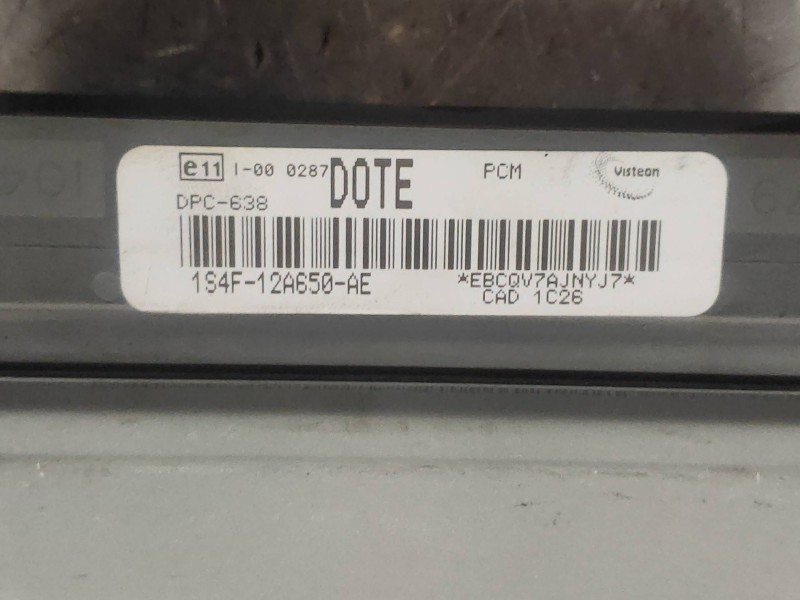 e11 I-00 0287 DOTE PCM Visteon
DPC-638
1S4F-12A650-AE *EBCQV7AJNYJ7*
CAD 1C26